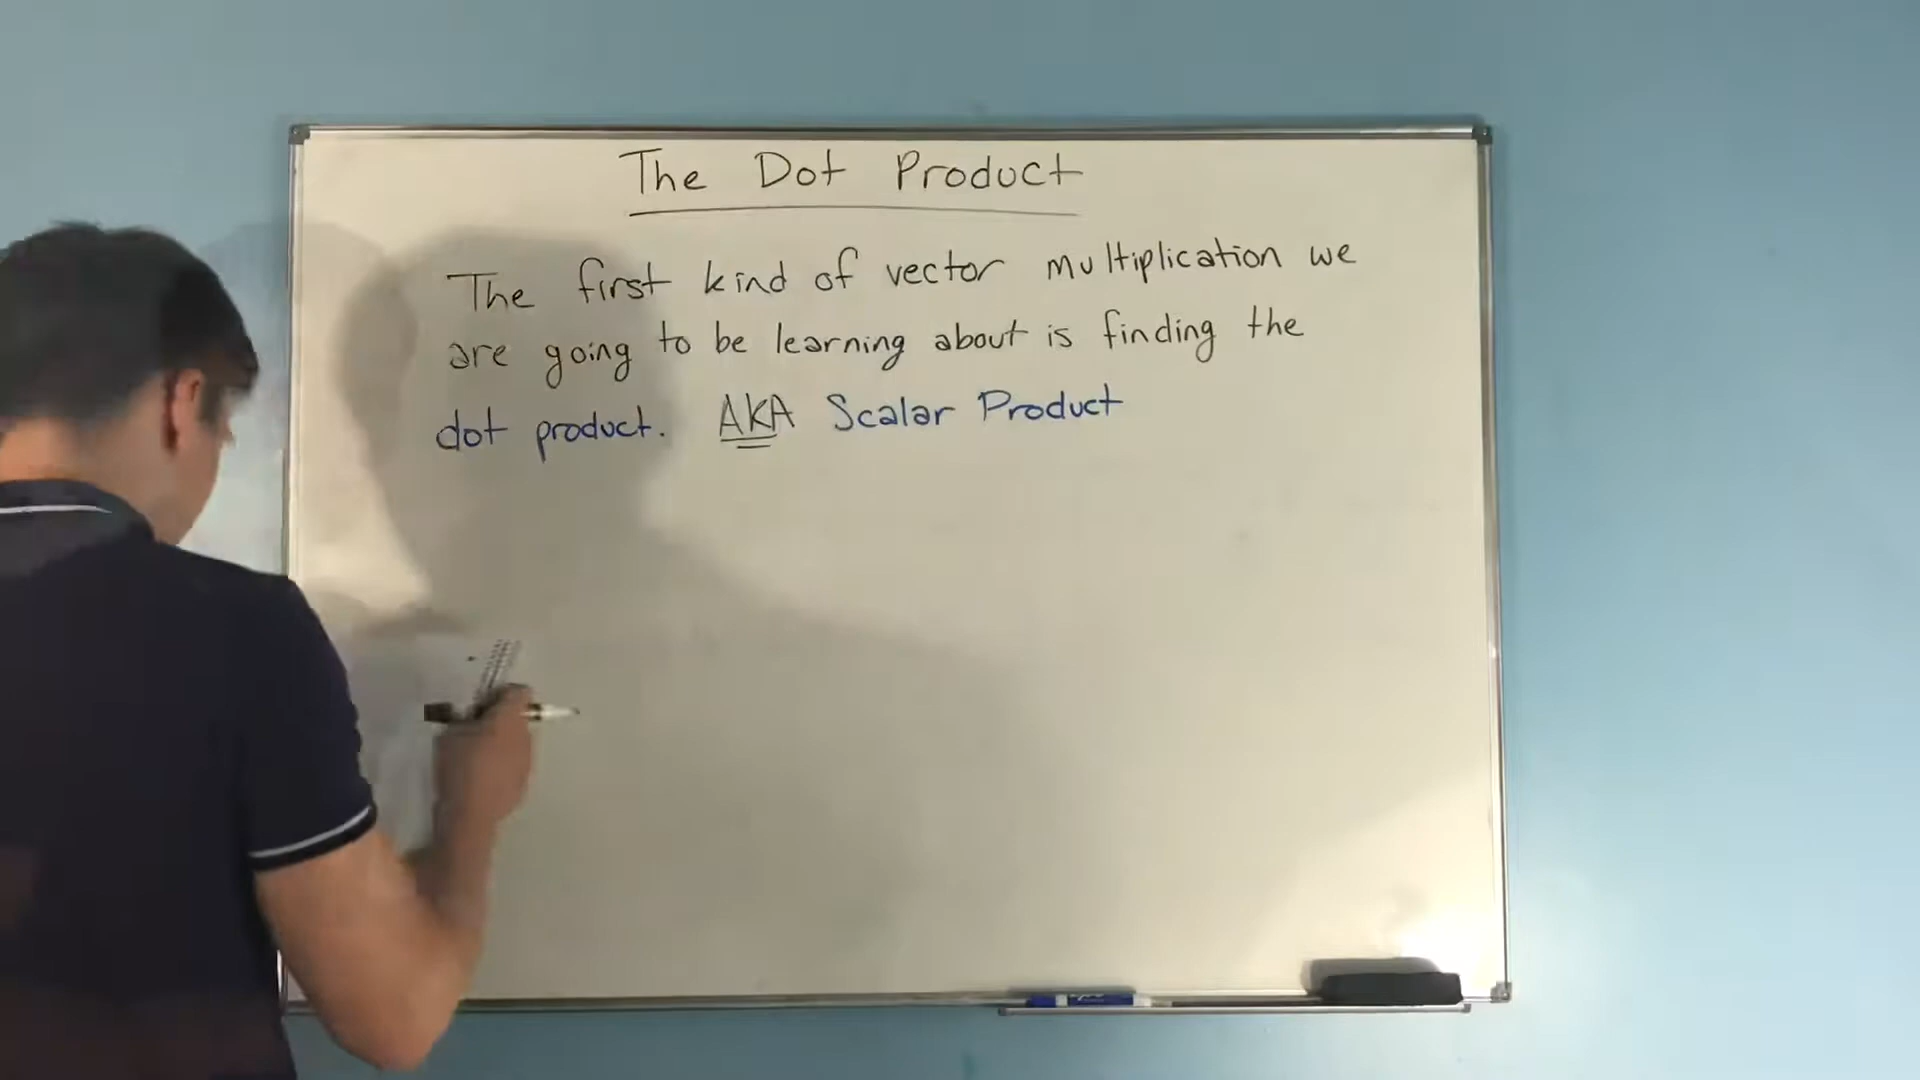 The Dot Product
The first kind of vector multiplication we
are going to be learning about is finding the
dot product. AKA Scalar Product